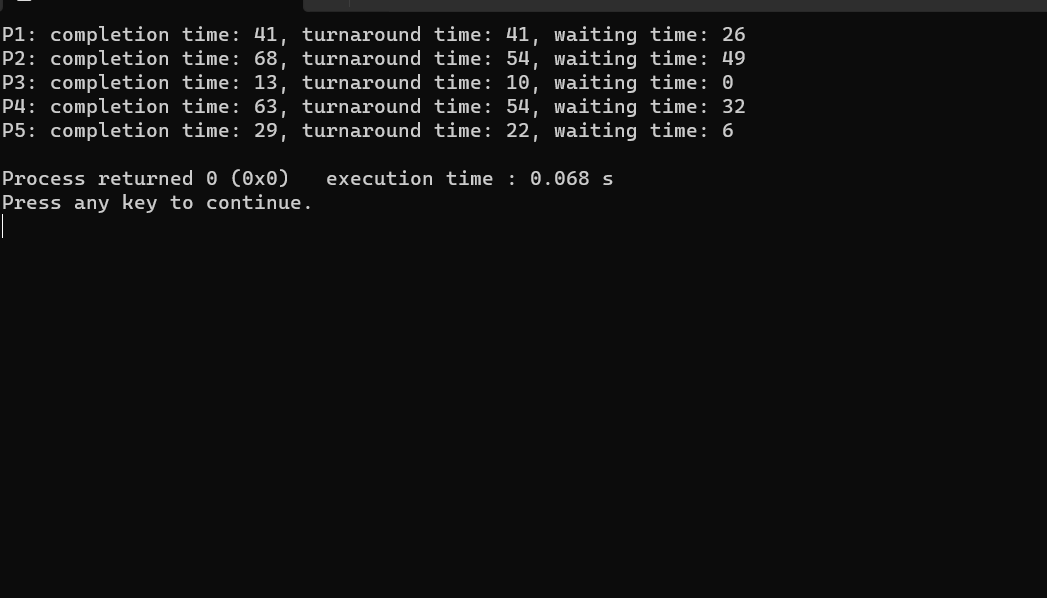 P1: completion time: 41, turnaround time: 41, waiting time: 26
P2: completion time: 68, turnaround time: 54, waiting time: 49
P3: completion time: 13, turnaround time: 10, waiting time: 0
P4: completion time: 63, turnaround time: 54, waiting time: 32
P5: completion time: 29, turnaround time: 22, waiting time: 6
Process returned 0 (0x0)   execution time : 0.068 s
Press any key to continue.